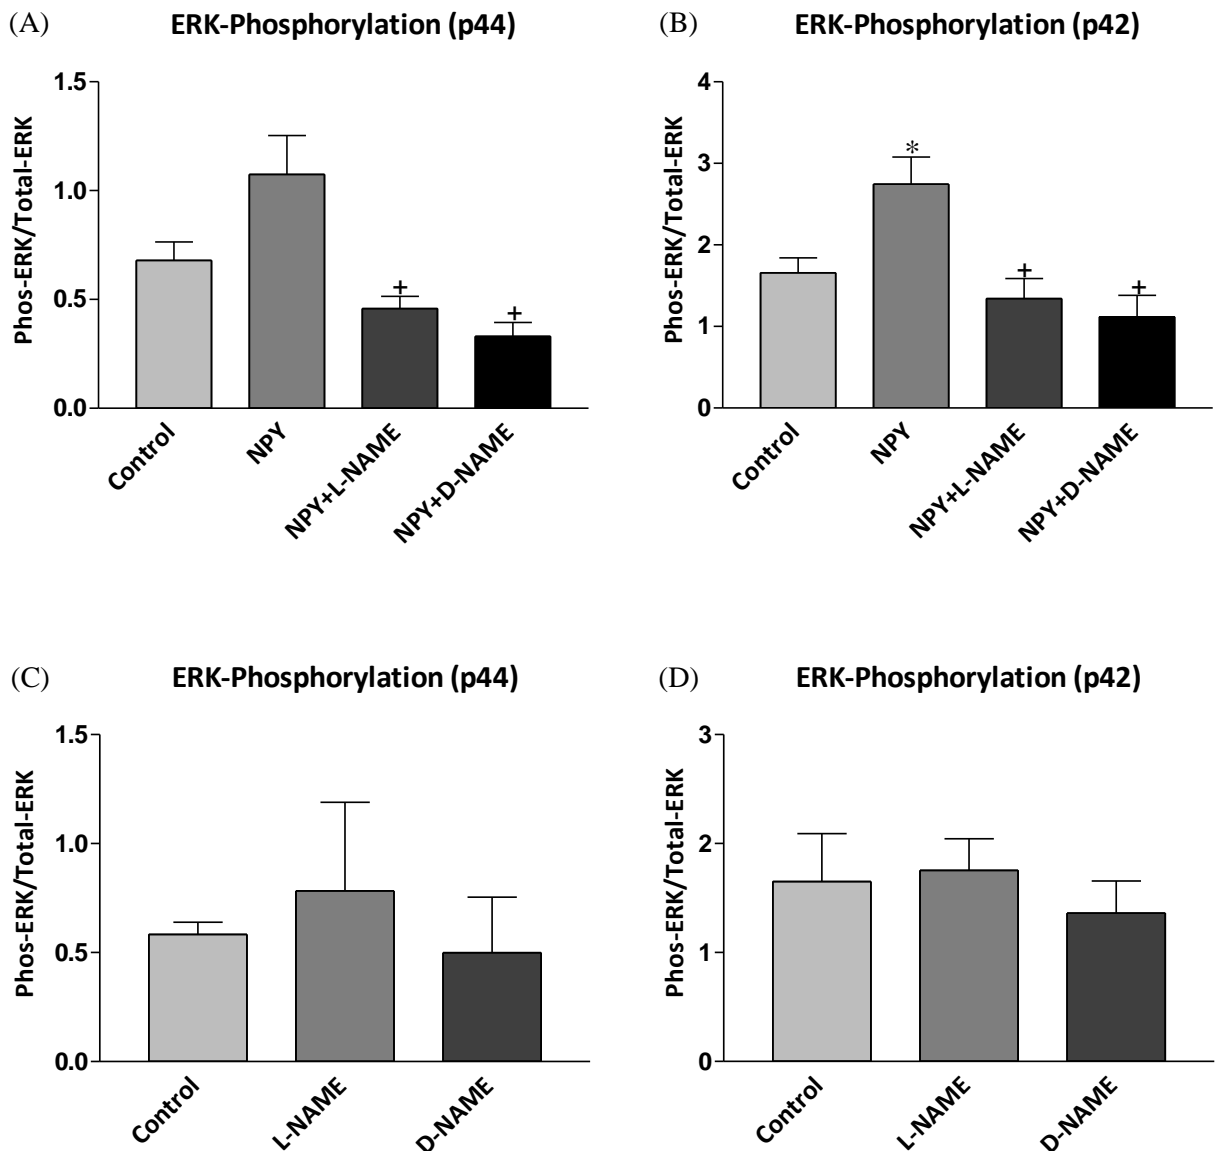 (A)
ERK-Phosphorylation (p44)
Phos-ERK/Total-ERK
1.5
1.0
0.5
0.0
+
+
Control
NPY
NPY+L-NAME
NPY+D-NAME
(B)
ERK-Phosphorylation (p42)
Phos-ERK/Total-ERK
4
3
2
1
0
*
+
+
Control
NPY
NPY+L-NAME
NPY+D-NAME
(C)
ERK-Phosphorylation (p44)
Phos-ERK/Total-ERK
1.5
1.0
0.5
0.0
Control
L-NAME
D-NAME
(D)
ERK-Phosphorylation (p42)
Phos-ERK/Total-ERK
3
2
1
0
Control
L-NAME
D-NAME